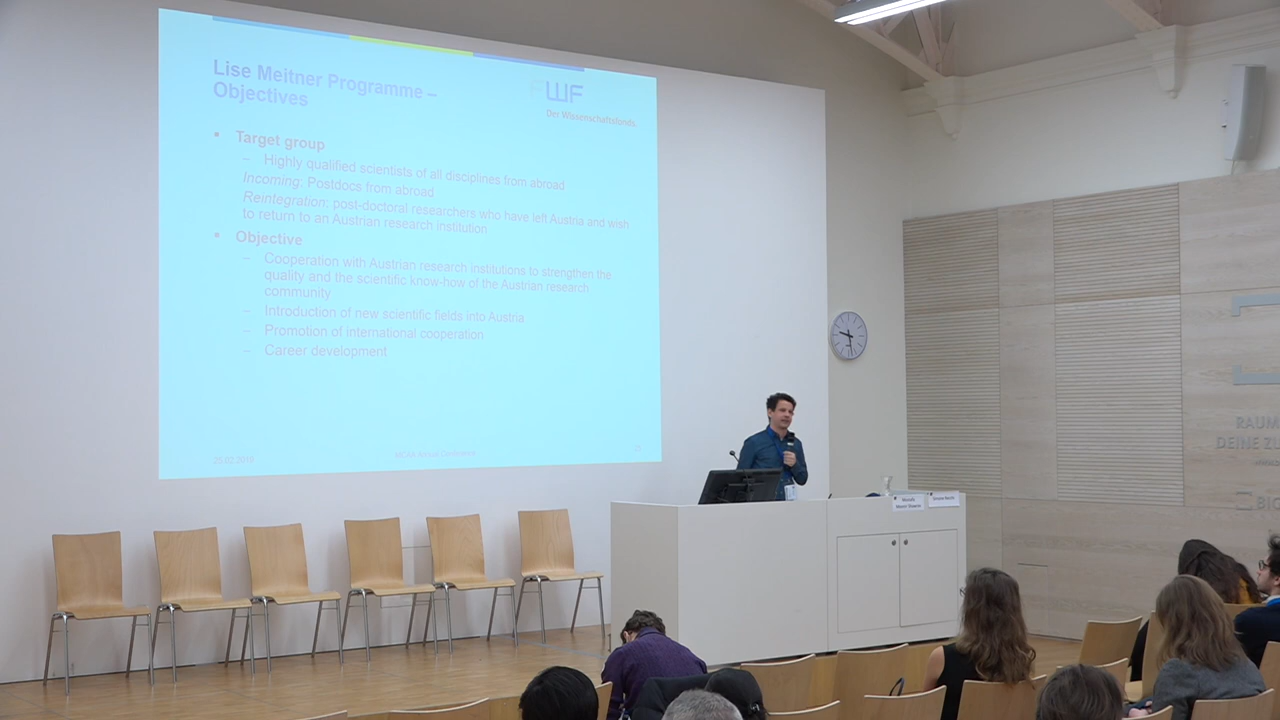 Lise Meitner Programme –
Objectives
FWF
Der Wissenschaftsfonds.
▪ Target group
– Highly qualified scientists of all disciplines from abroad
Incoming: Postdocs from abroad
Reintegration: post-doctoral researchers who have left Austria and wish
to return to an Austrian research institution
▪ Objective
– Cooperation with Austrian research institutions to strengthen the
quality and the scientific know-how of the Austrian research
community
– Introduction of new scientific fields into Austria
– Promotion of international cooperation
– Career development
RAUM
DEINE ZU
BIG